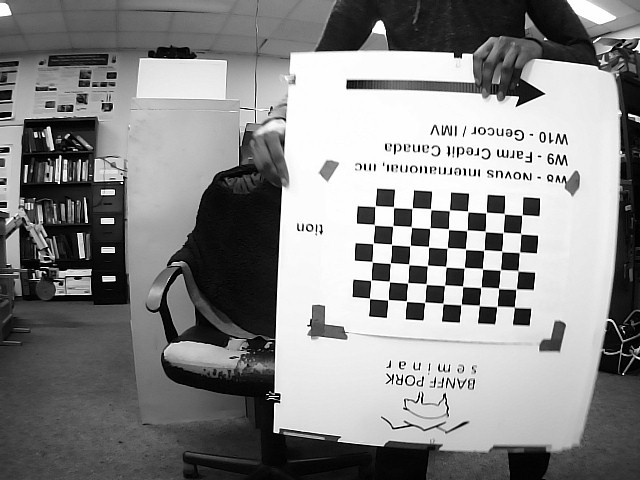 BANFF PORK
seminar
tion
W8 - Novus International, Inc
W9 - Farm Credit Canada
W10 - Gencor / IMV